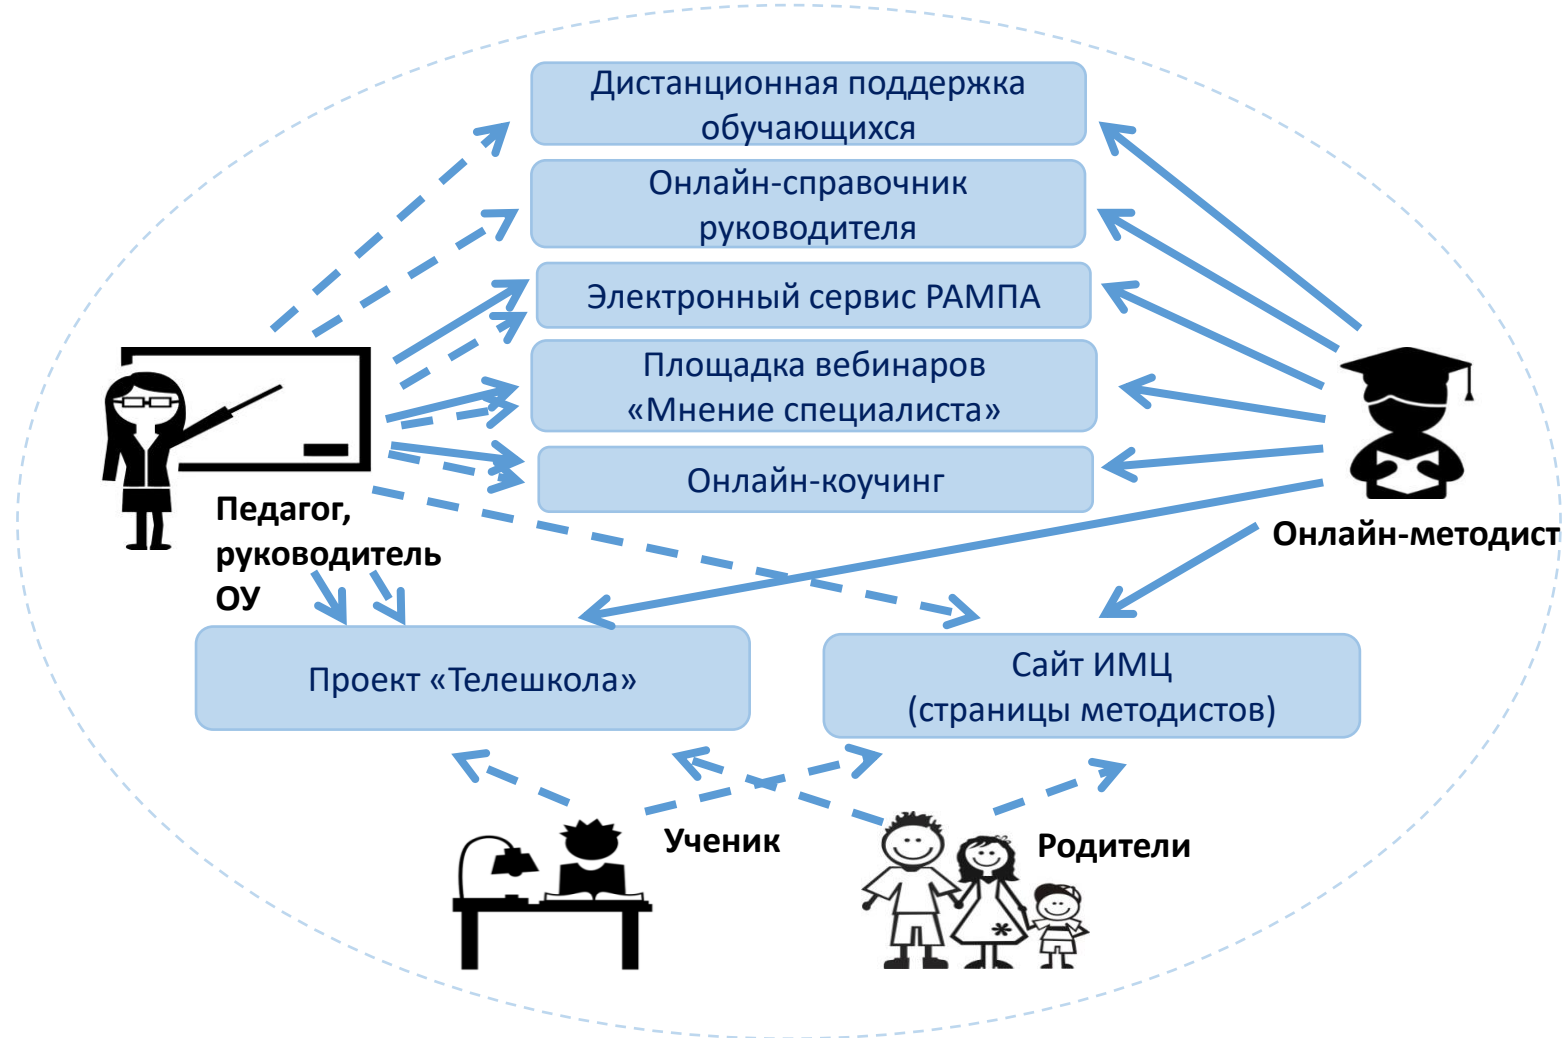 Дистанционная поддержка
обучающихся
Онлайн-справочник
руководителя
Электронный сервис РАМПА
Площадка вебинаров
«Мнение специалиста»
Онлайн-коучинг
Педагог,
руководитель
ОУ
Онлайн-методист
Проект «Телешкола»
Сайт ИМЦ
(страницы методистов)
Ученик
Родители